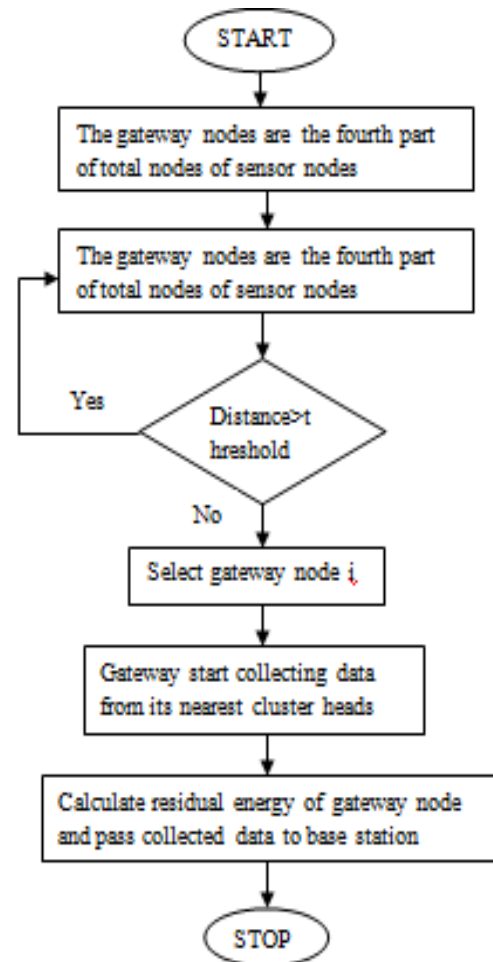 START
The gateway nodes are the fourth part
of total nodes of sensor nodes
The gateway nodes are the fourth part
of total nodes of sensor nodes
Yes
Distance>t
hreshold
No
Select gateway node i,
Gateway start collecting data
from its nearest cluster heads
Calculate residual energy of gateway node
and pass collected data to base station
STOP